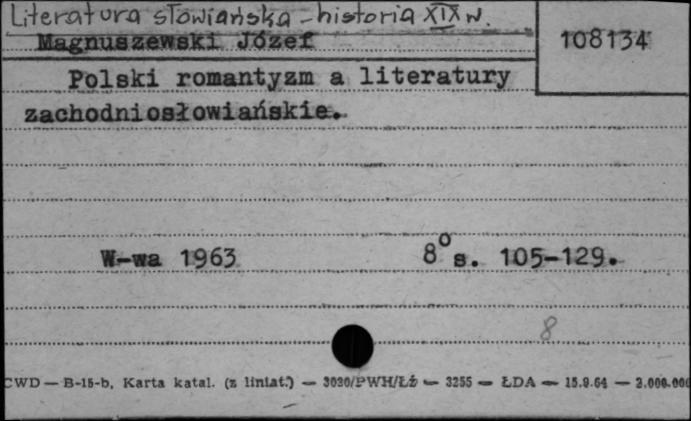 Literatura słowiańska - historia XIX w.
Magnuszewski Józef
108134
Polski romantyzm a literatury
zachodniosłowiańskie.
W-wa 1963
8° s. 105-129.
8
CWD — B-15-b, Karta katal. (z liniat.) — 3030/PWH/Łż — 3255 — ŁDA — 15.9.64 — 2.000.000